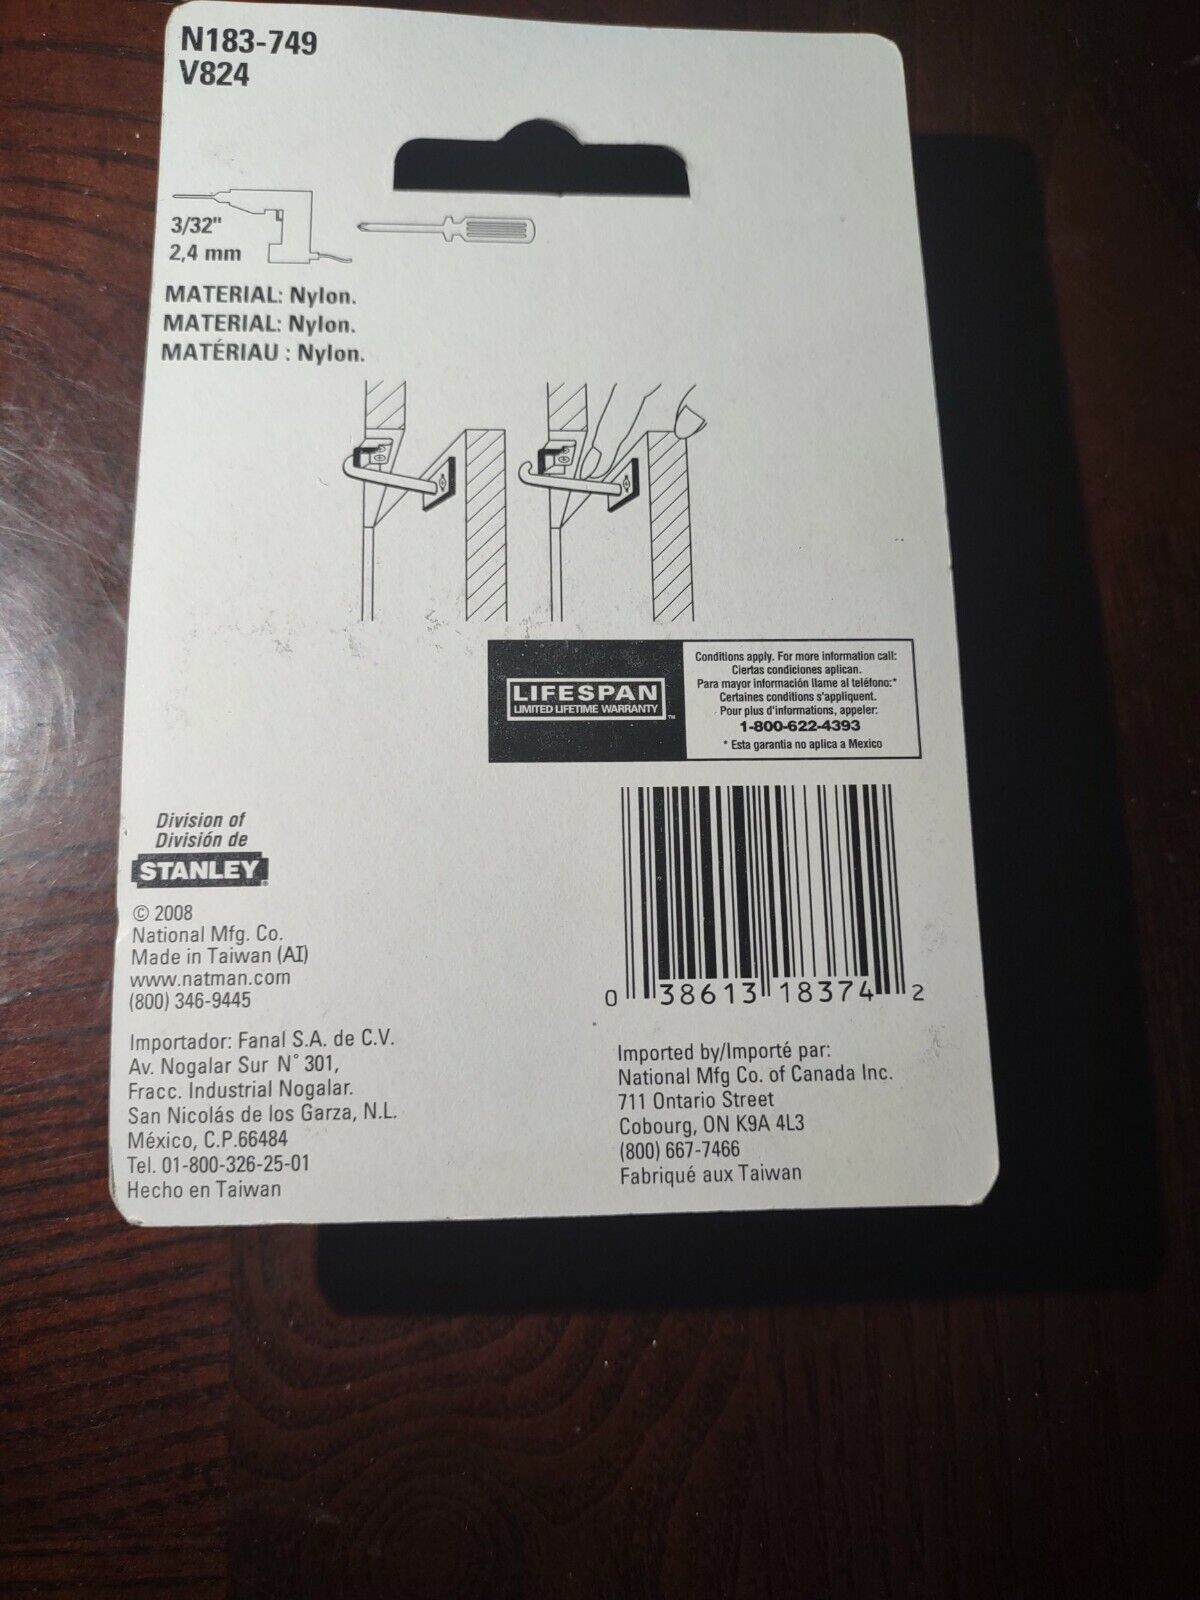 N183-749
V824
3/32"
2,4 mm
MATERIAL: Nylon.
MATERIAL: Nylon.
MATÉRIAU : Nylon.
LIFESPAN
LIMITED LIFETIME WARRANTY ™
Conditions apply. For more information call:
Ciertas condiciones aplican.
Para mayor información llame al teléfono:*
Certaines conditions s'appliquent.
Pour plus d'informations, appeler:
1-800-622-4393
* Esta garantia no aplica a Mexico
Division of
División de
STANLEY®
© 2008
National Mfg. Co.
Made in Taiwan (AI)
www.natman.com
(800) 346-9445
0 38613 18374 2
Importador: Fanal S.A. de C.V.
Av. Nogalar Sur N° 301,
Fracc. Industrial Nogalar.
San Nicolás de los Garza, N.L.
México, C.P.66484
Tel. 01-800-326-25-01
Hecho en Taiwan
Imported by/Importé par:
National Mfg Co. of Canada Inc.
711 Ontario Street
Cobourg, ON K9A 4L3
(800) 667-7466
Fabriqué aux Taiwan